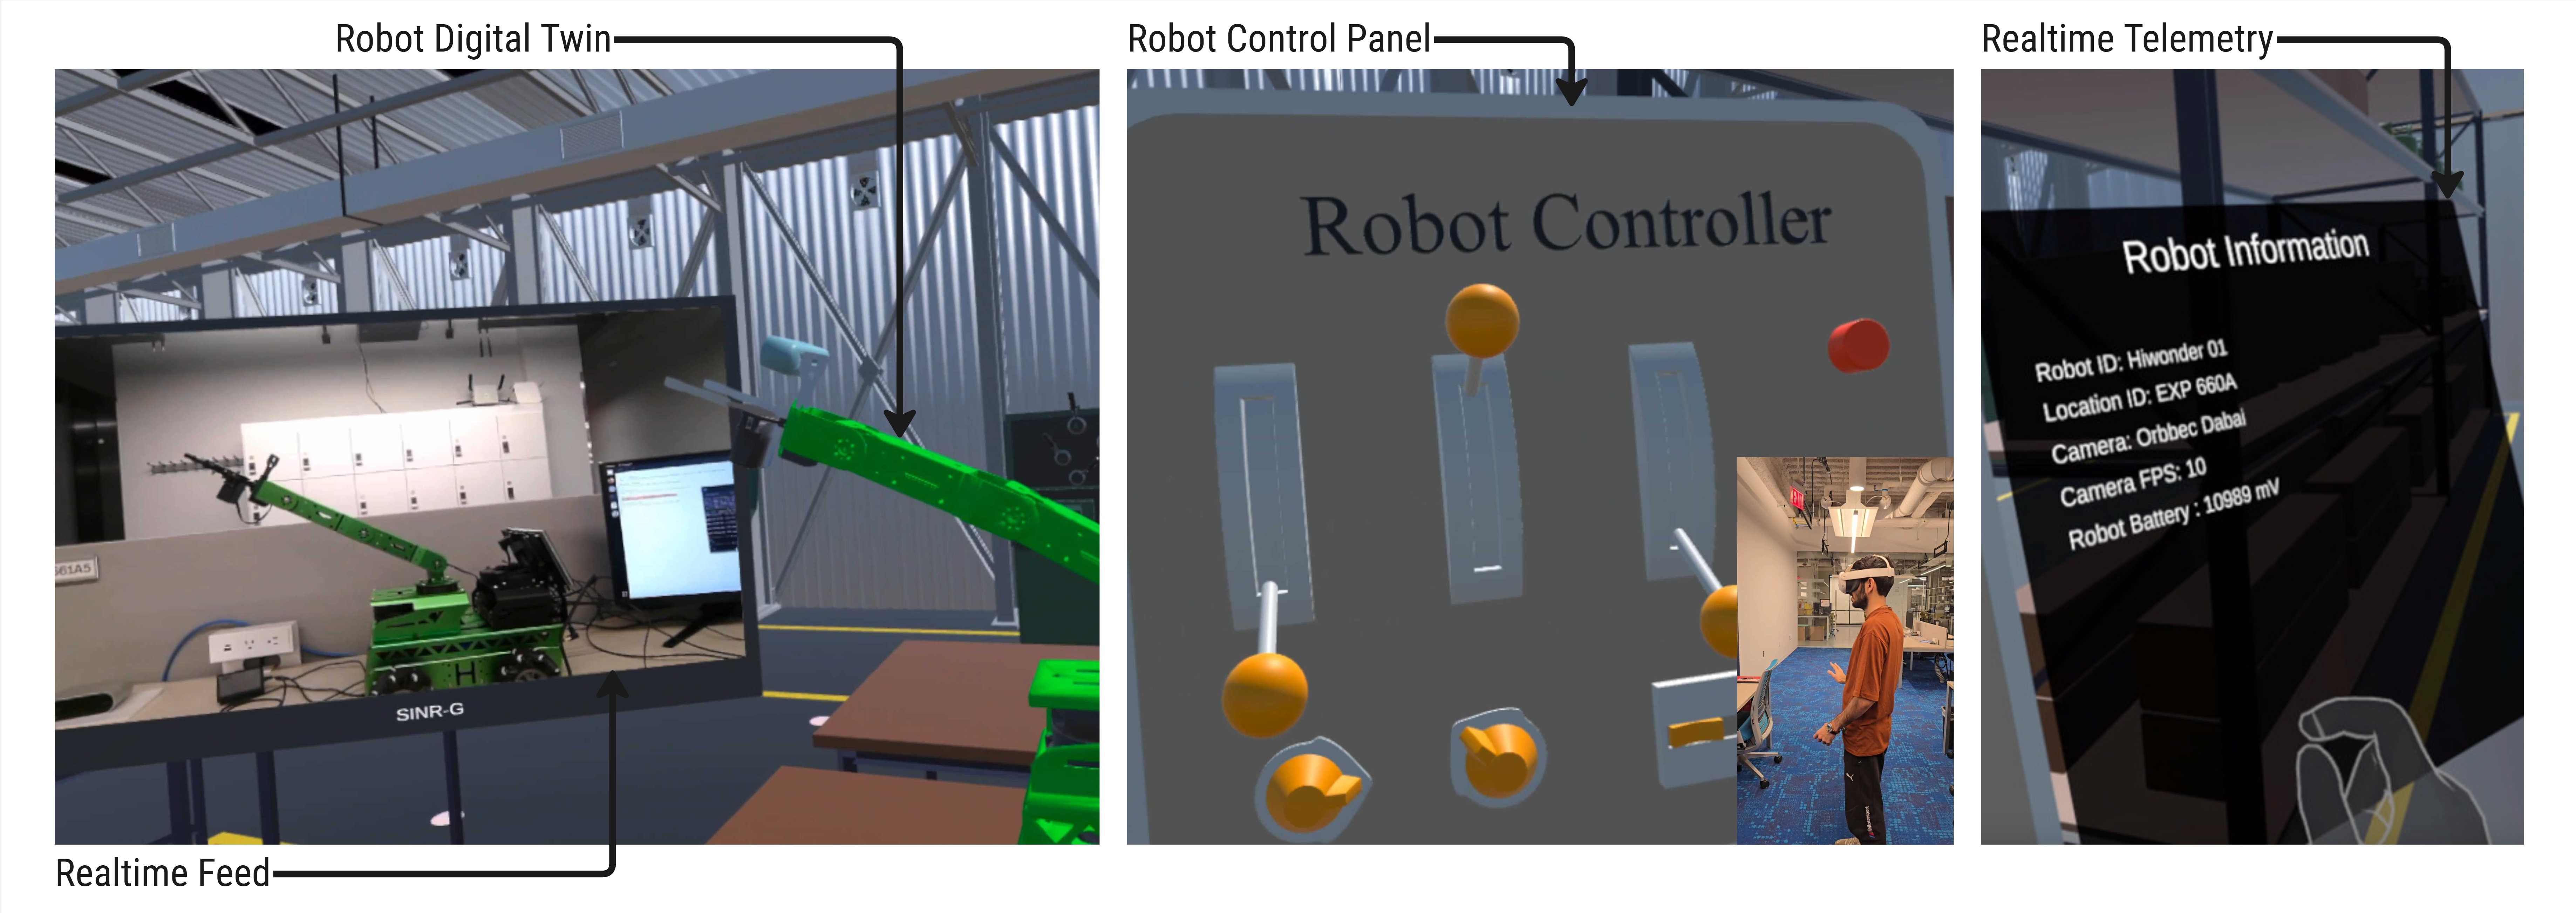 Robot Digital Twin
Robot Control Panel
Realtime Telemetry
Robot Controller
Robot Information
Robot ID: Hiwonder 01
Location ID: EXP 660A
Camera: Orbbec Dabai
Camera FPS: 10
Robot Battery : 10989 mV
661A5
H
SINR-G
Realtime Feed